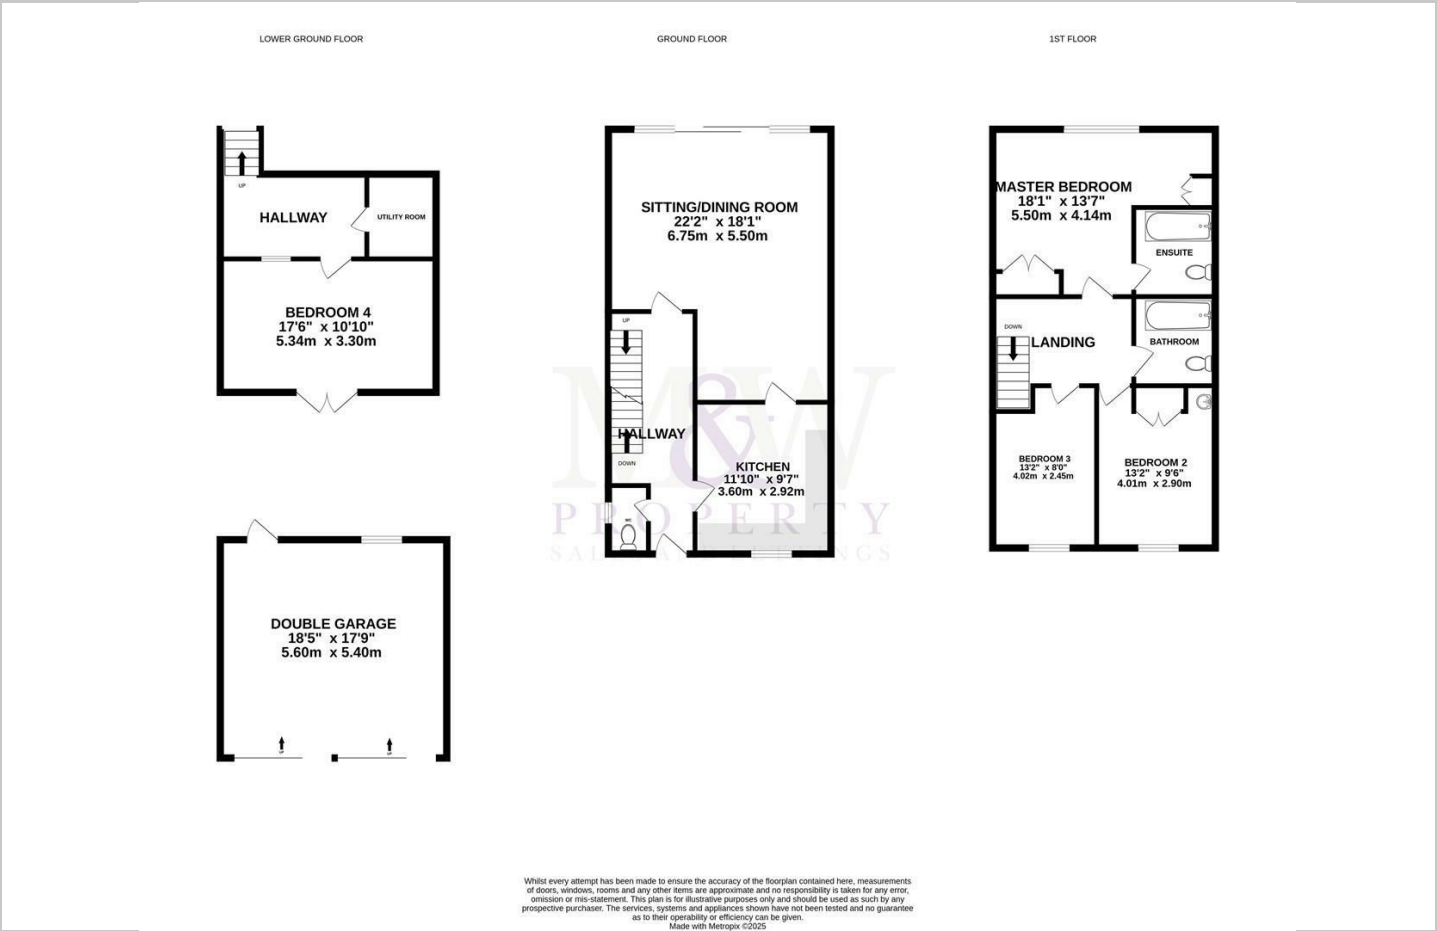 LOWER GROUND FLOOR
GROUND FLOOR
1ST FLOOR
UP
HALLWAY
UTILITY ROOM
BEDROOM 4
17'6" x 10'10"
5.34m x 3.30m
DOUBLE GARAGE
18'5" x 17'9"
5.60m x 5.40m
UP
UP
SITTING/DINING ROOM
22'2" x 18'1"
6.75m x 5.50m
UP
HALLWAY
DOWN
WC
KITCHEN
11'10" x 9'7"
3.60m x 2.92m
M&W
PROPERTY
MASTER BEDROOM
18'1" x 13'7"
5.50m x 4.14m
ENSUITE
DOWN
LANDING
BATHROOM
BEDROOM 3
13'2" x 8'0"
4.02m x 2.45m
BEDROOM 2
13'2" x 9'6"
4.01m x 2.90m
Whilst every attempt has been made to ensure the accuracy of the floorplan contained here, measurements
of doors, windows, rooms and any other items are approximate and no responsibility is taken for any error,
omission or mis-statement. This plan is for illustrative purposes only and should be used as such by any
prospective purchaser. The services, systems and appliances shown have not been tested and no guarantee
as to their operability or efficiency can be given.
Made with Metropix ©2025